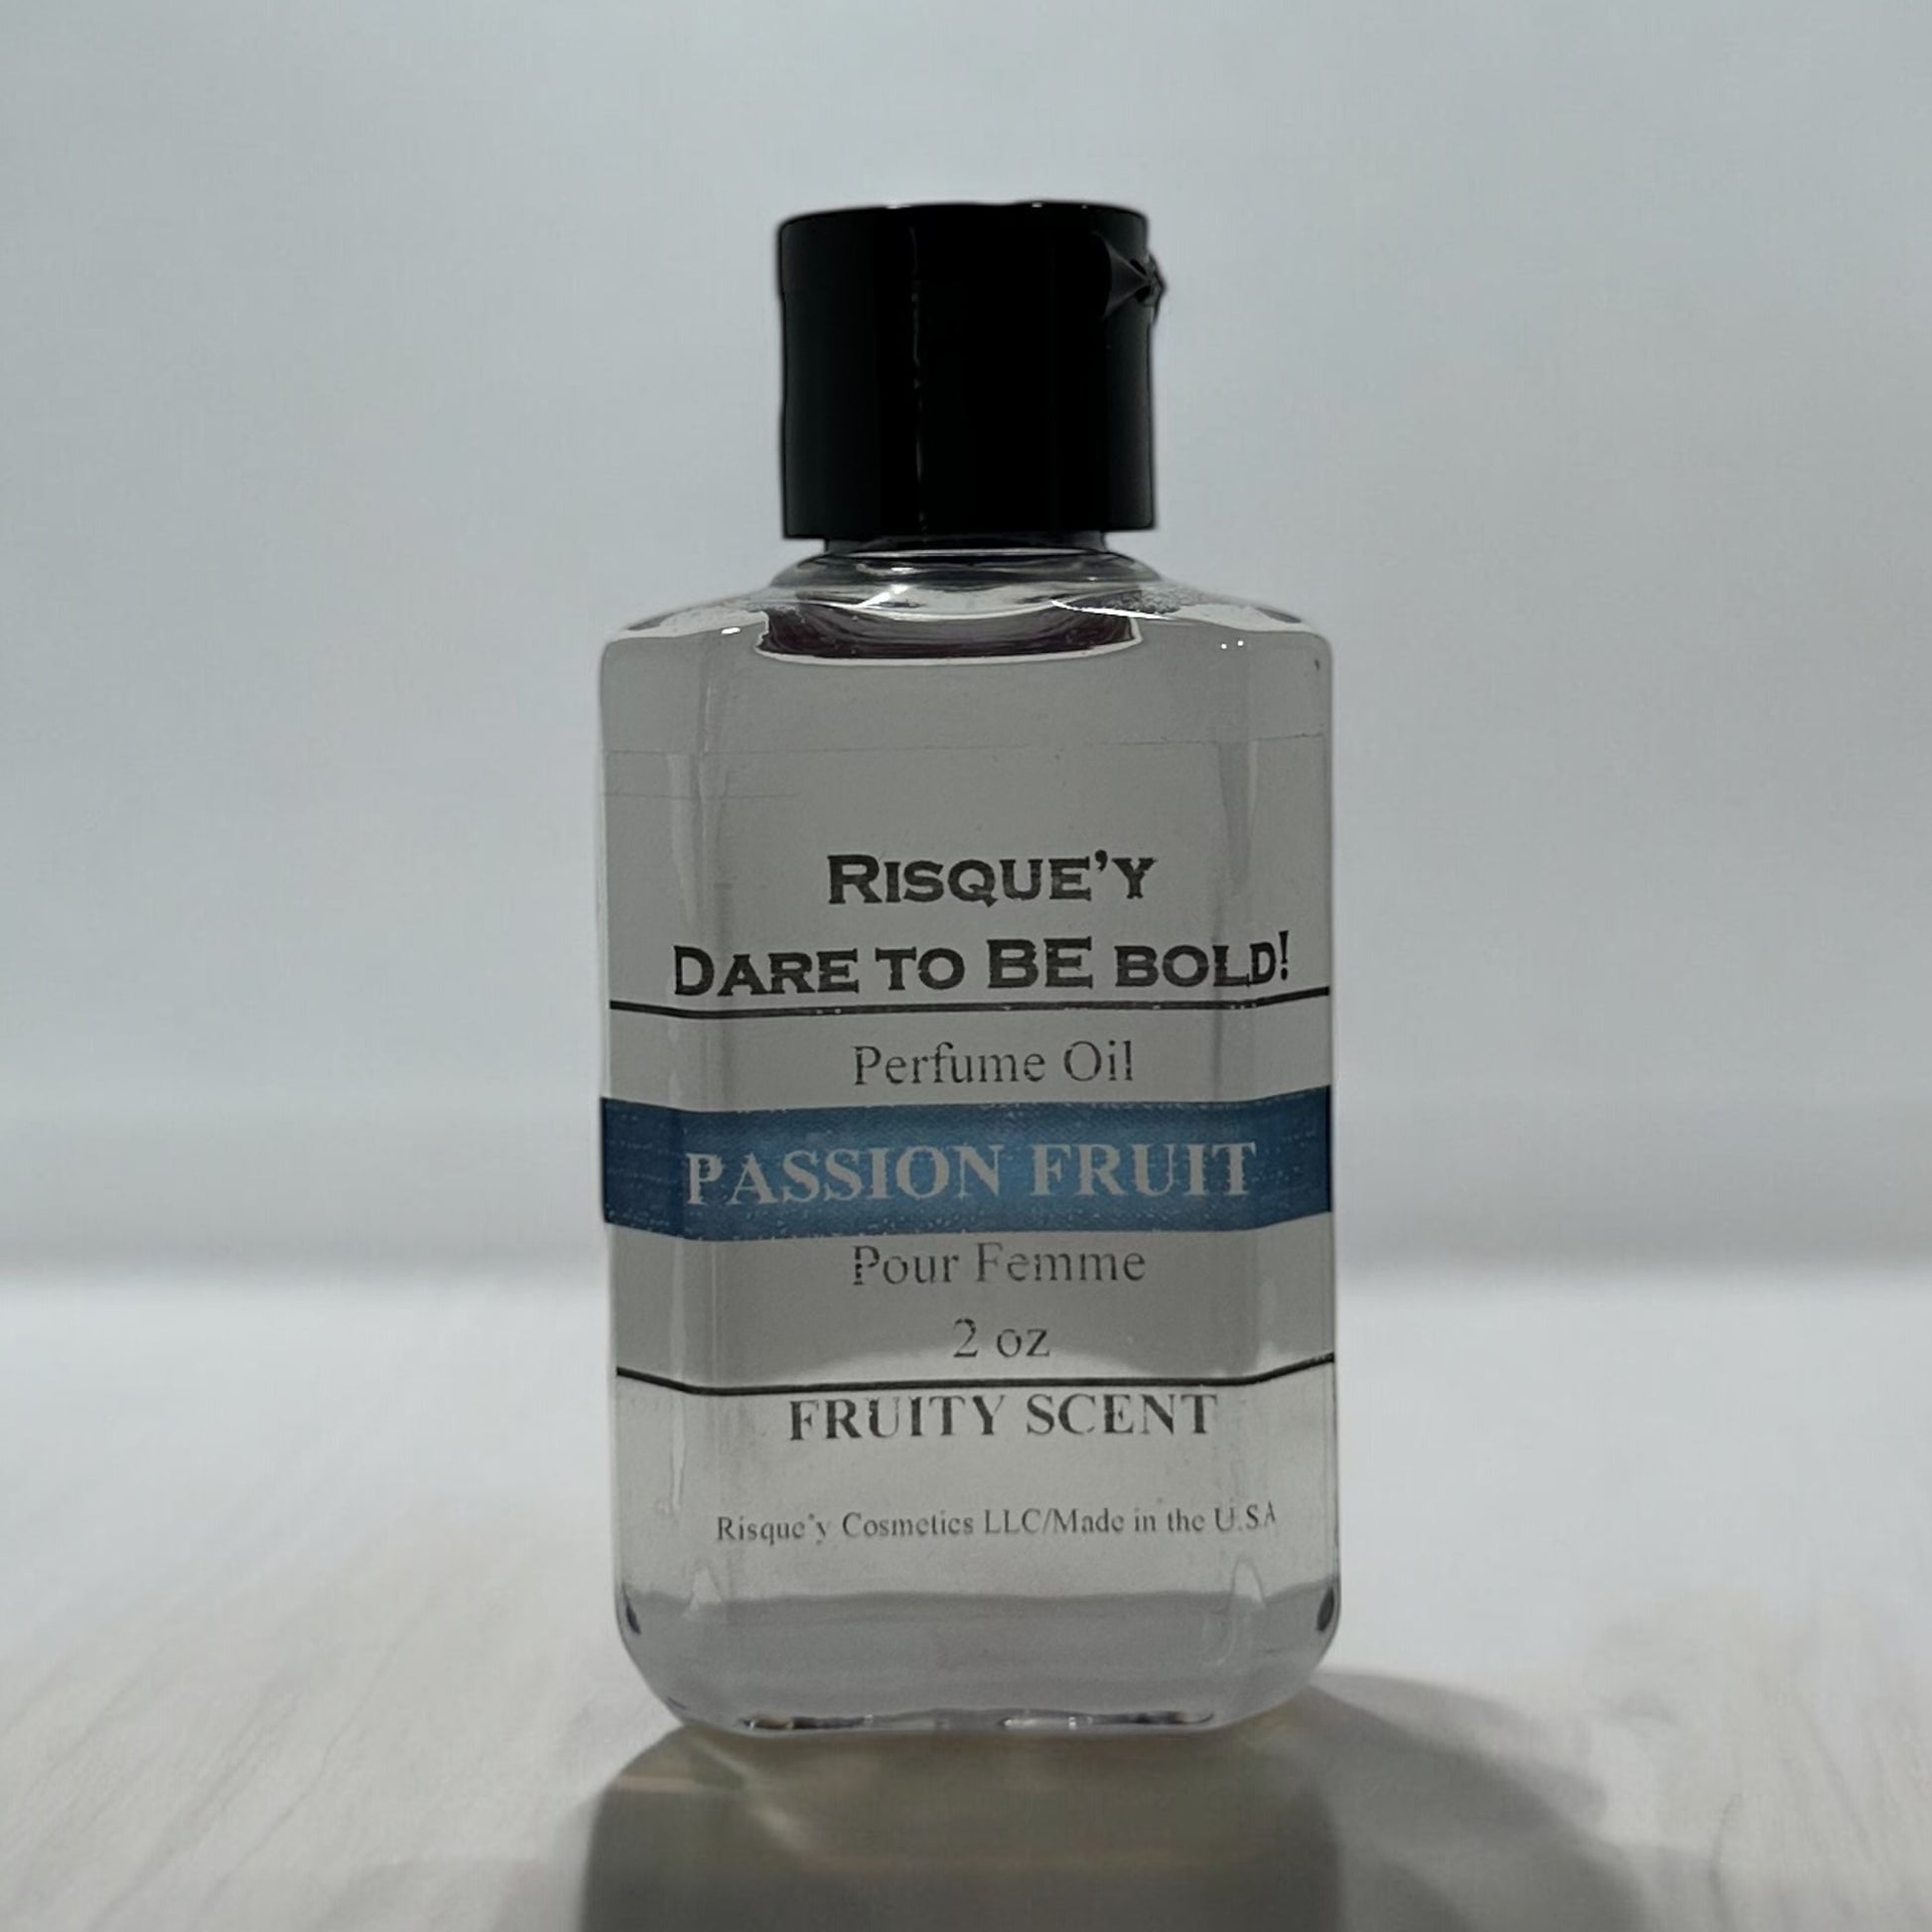 RISQUE'Y
DARE TO BE BOLD!
Perfume Oil
PASSION FRUIT
Pour Femme
2 oz
FRUITY SCENT
Risque'y Cosmetics LLC/Made in the U.S.A